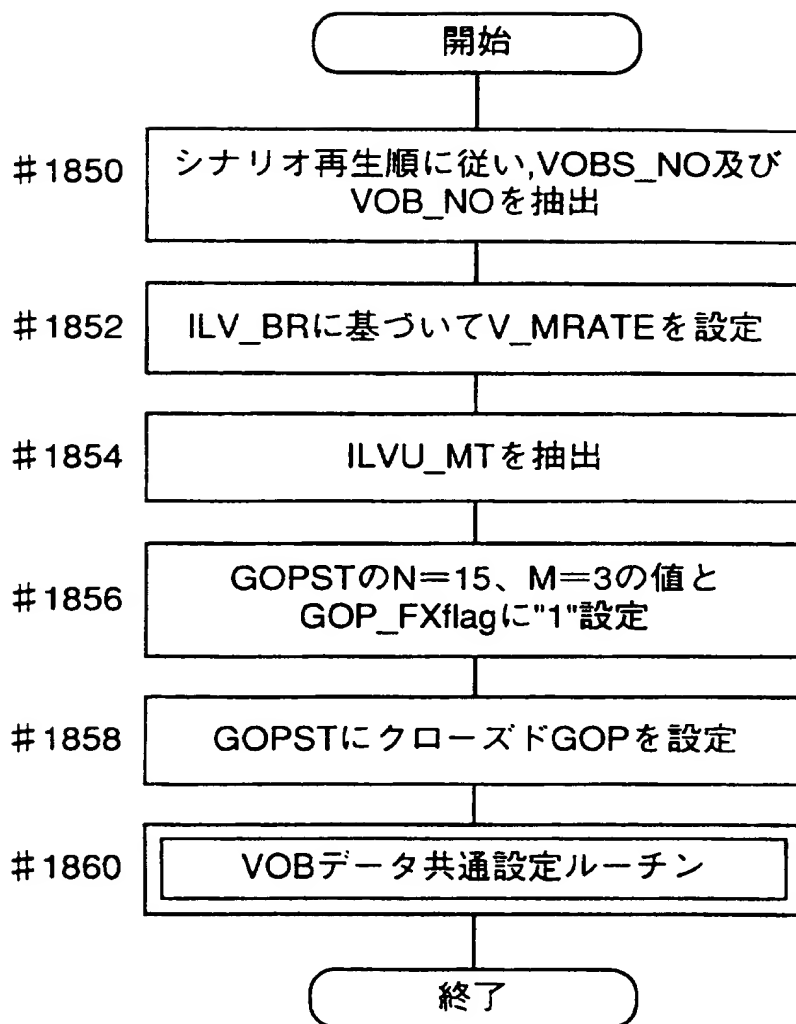 開始
#1850
シナリオ再生順に従い,VOBS_NO及び
VOB_NOを抽出
#1852
ILV_BRに基づいてV_MRATEを設定
#1854
ILVU_MTを抽出
#1856
GOPSTのN=15、M=3の値と
GOP_FXflagに"1"設定
#1858
GOPSTにクローズドGOPを設定
#1860
VOBデータ共通設定ルーチン
終了